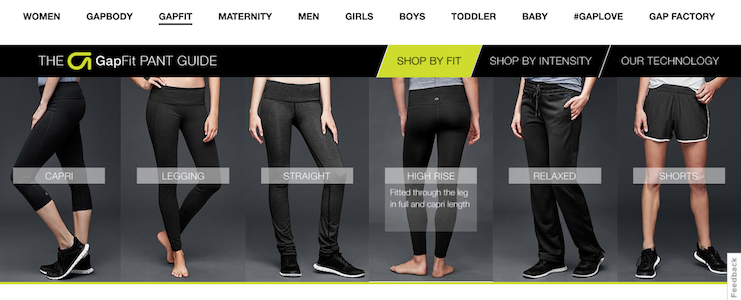 WOMEN GAPBODY GAPFIT MATERNITY MEN GIRLS BOYS TODDLER BABY #GAPLOVE GAP FACTORY
THE GapFit PANT GUIDE SHOP BY FIT SHOP BY INTENSITY OUR TECHNOLOGY
CAPRI LEGGING STRAIGHT HIGH RISE RELAXED SHORTS
Fitted through the leg
in full and capri length
Feedback